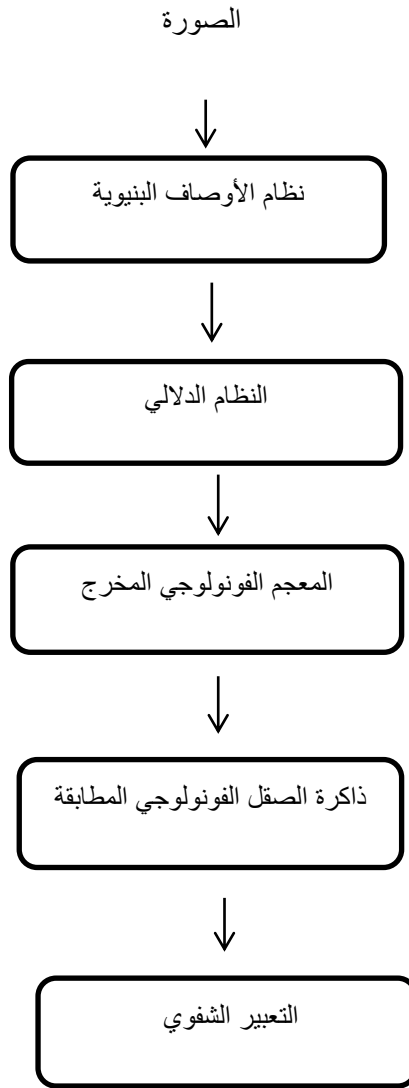 الصورة
نظام الأوصاف البنيوية
النظام الدلالي
المعجم الفونولوجي المخرج
ذاكرة الصقل الفونولوجي المطابقة
التعبير الشفوي